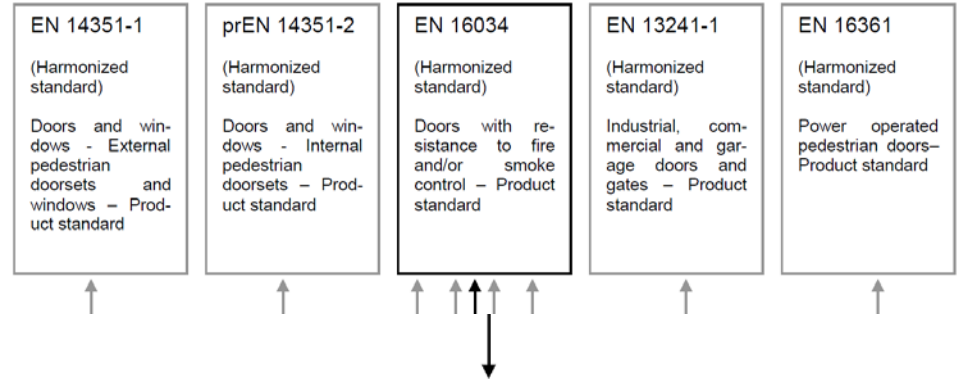 EN 14351-1
(Harmonized
standard)
Doors and win-
dows - External
pedestrian
doorsets and
windows – Prod-
uct standard
prEN 14351-2
(Harmonized
standard)
Doors and win-
dows - Internal
pedestrian
doorsets – Prod-
uct standard
EN 16034
(Harmonized
standard)
Doors with re-
sistance to fire
and/or smoke
control – Product
standard
EN 13241-1
(Harmonized
standard)
Industrial, com-
mercial and gar-
age doors and
gates – Product
standard
EN 16361
(Harmonized
standard)
Power operated
pedestrian doors–
Product standard